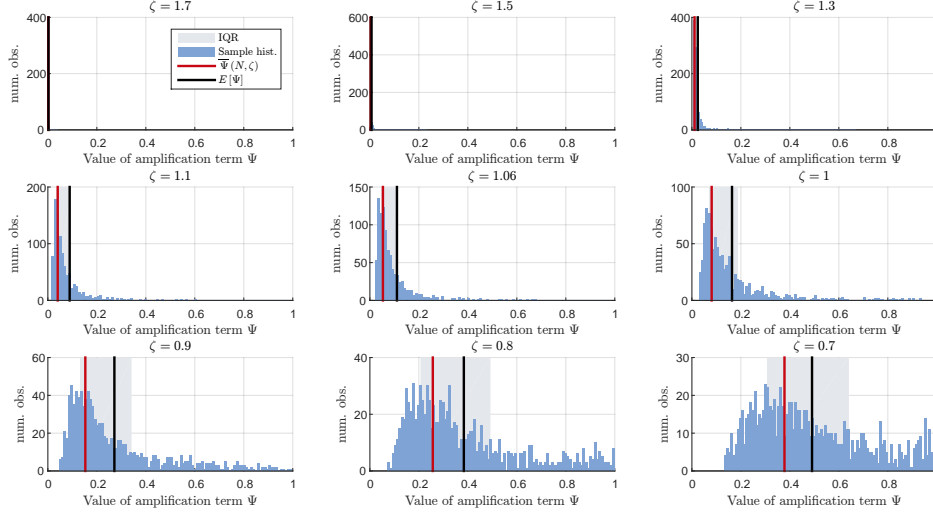 ζ = 1.7
ζ = 1.5
ζ = 1.3
num. obs.
400
200
0
IQR
Sample hist.
Ψ̅ (N, ζ)
E [Ψ]
0 0.2 0.4 0.6 0.8 1
Value of amplification term Ψ
num. obs.
600
400
200
0
0 0.2 0.4 0.6 0.8 1
Value of amplification term Ψ
num. obs.
400
200
0
0 0.2 0.4 0.6 0.8
Value of amplification term Ψ
ζ = 1.1
ζ = 1.06
ζ = 1
num. obs.
200
100
0
0 0.2 0.4 0.6 0.8 1
Value of amplification term Ψ
num. obs.
150
100
50
0
0 0.2 0.4 0.6 0.8 1
Value of amplification term Ψ
num. obs.
100
50
0
0 0.2 0.4 0.6 0.8
Value of amplification term Ψ
ζ = 0.9
ζ = 0.8
ζ = 0.7
num. obs.
60
40
20
0
0 0.2 0.4 0.6 0.8 1
Value of amplification term Ψ
num. obs.
40
20
0
0 0.2 0.4 0.6 0.8 1
Value of amplification term Ψ
num. obs.
30
20
10
0
0 0.2 0.4 0.6 0.8
Value of amplification term Ψ